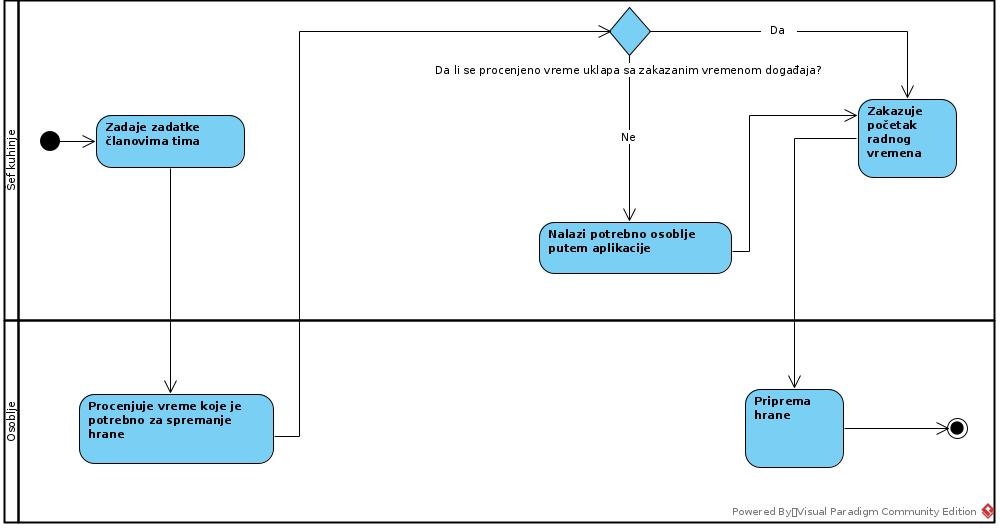 Šef kuhinje
Zadaje zadatke
članovima tima
Da
Da li se procenjeno vreme uklapa sa zakazanim vremenom događaja?
Ne
Zakazuje
početak
radnog
vremena
Nalazi potrebno osoblje
putem aplikacije
Osoblje
Procenjuje vreme koje je
potrebno za spremanje
hrane
Priprema
hrane
Powered By▯Visual Paradigm Community Edition